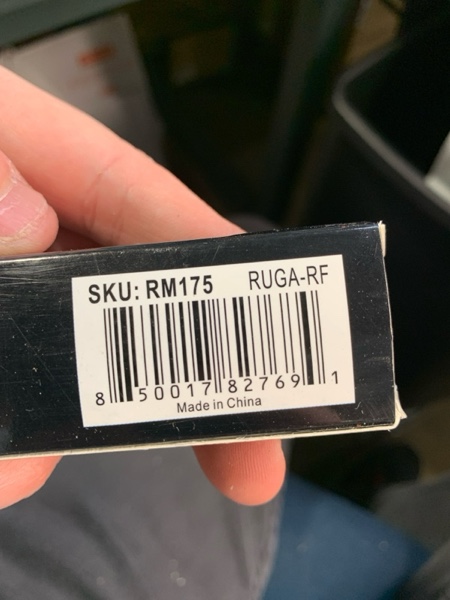 SKU: RM175 RUGA-RF
8 50017 82769 1
Made in China